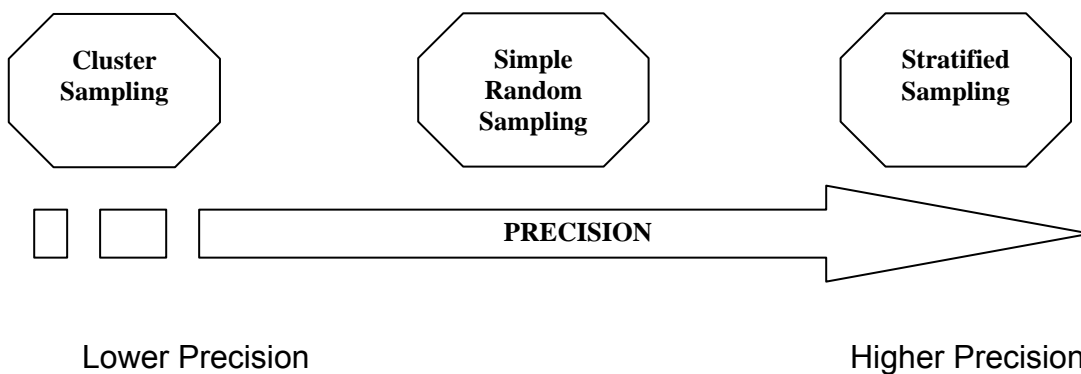 Cluster
Sampling
Simple
Random
Sampling
Stratified
Sampling
PRECISION
Lower Precision
Higher Precision